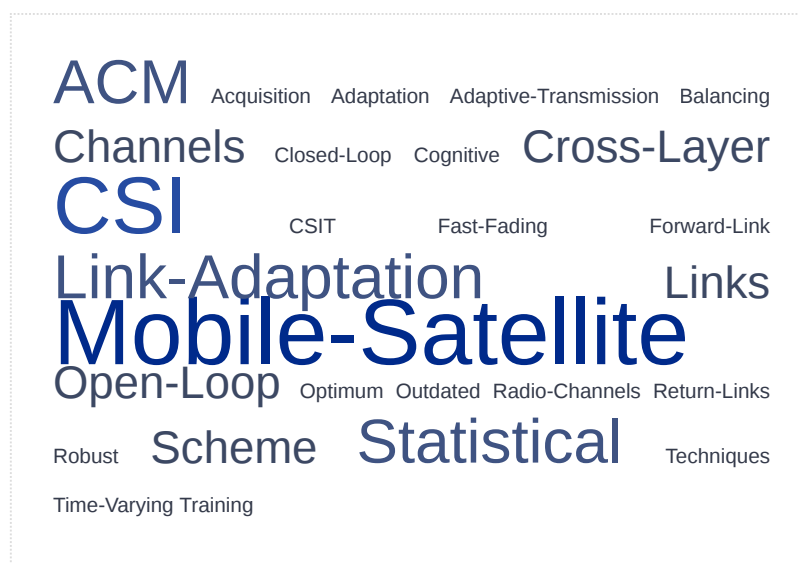 ACM Acquisition Adaptation Adaptive-Transmission Balancing
Channels Closed-Loop Cognitive Cross-Layer
CSI CSIT Fast-Fading Forward-Link
Link-Adaptation Links
Mobile-Satellite
Open-Loop Optimum Outdated Radio-Channels Return-Links
Robust Scheme Statistical Techniques
Time-Varying Training